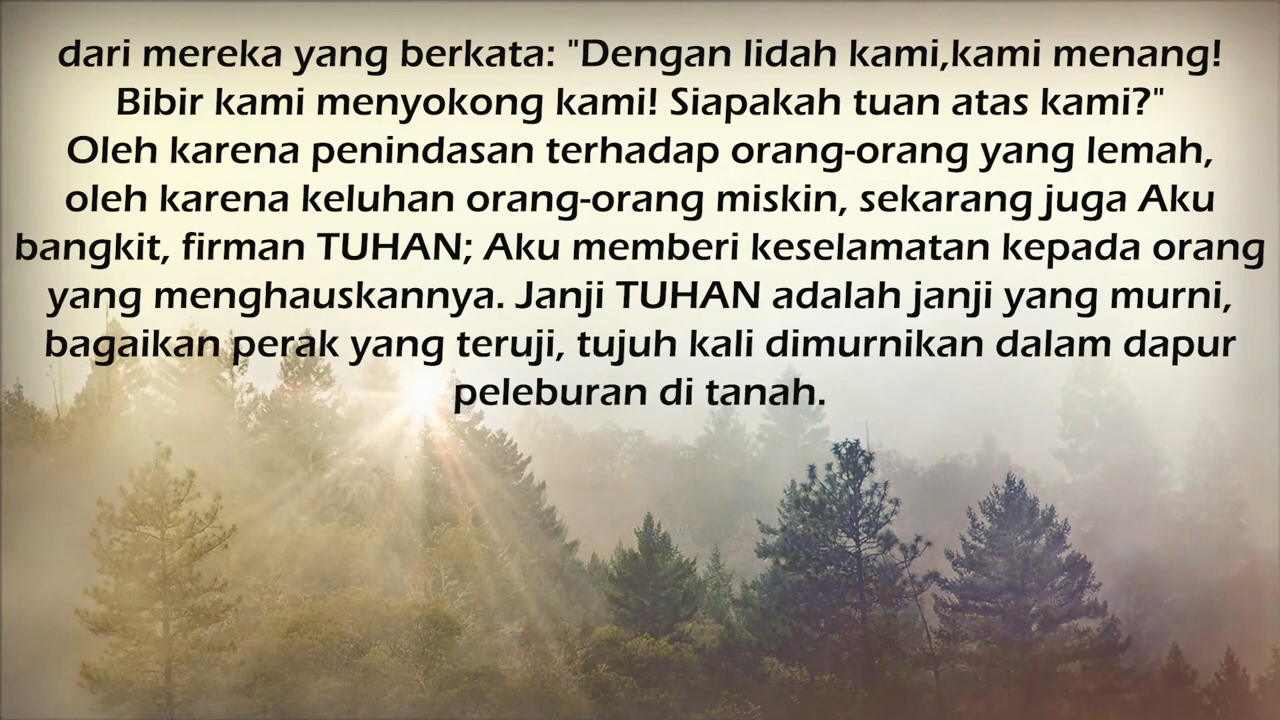 dari mereka yang berkata: "Dengan lidah kami,kami menang!
Bibir kami menyokong kami! Siapakah tuan atas kami?"
Oleh karena penindasan terhadap orang-orang yang lemah,
oleh karena keluhan orang-orang miskin, sekarang juga Aku
bangkit, firman TUHAN; Aku memberi keselamatan kepada orang
yang menghauskannya. Janji TUHAN adalah janji yang murni,
bagaikan perak yang teruji, tujuh kali dimurnikan dalam dapur
peleburan di tanah.